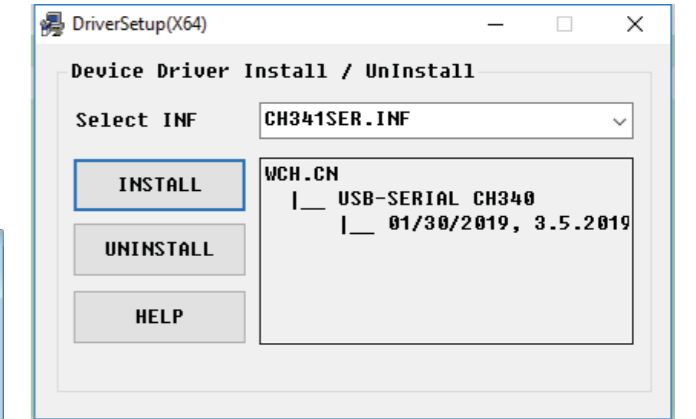 DriverSetup(X64)
Device Driver Install / UnInstall
Select INF
CH341SER.INF
INSTALL
UNINSTALL
HELP
WCH.CN
|__ USB-SERIAL CH340
|__ 01/30/2019, 3.5.2019